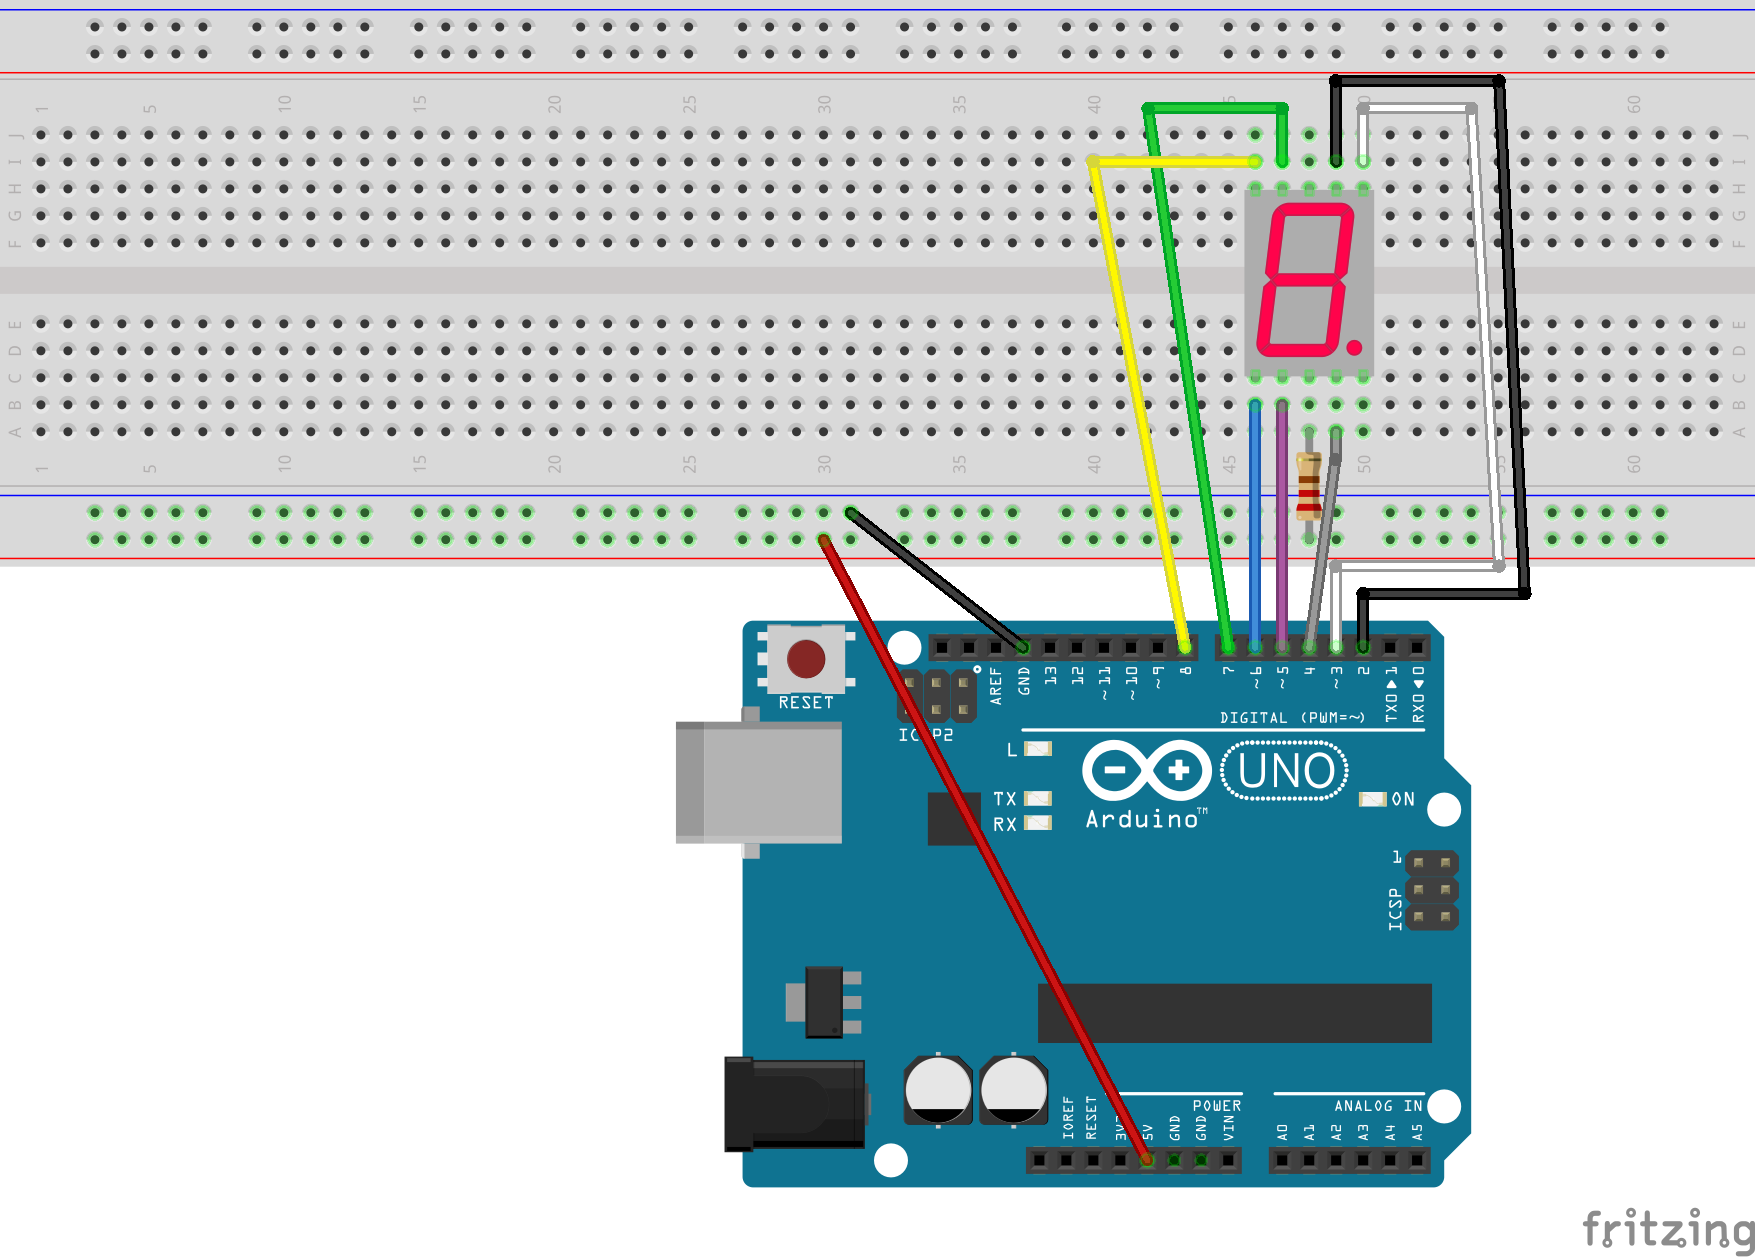 1 5 10 15 20 25 30 35 40 45 50 55 60
J J
I I
H H
G G
F F
E E
D D
C C
B B
A A
1 5 10 15 20 25 30 35 40 45 50 55 60
RESET
ICSP2
AREF GND 13 12 ~11 ~10 ~9 8 7 ~6 ~5 4 ~3 2 TX0▶1 RX0◀0
DIGITAL (PWM=~)
L
TX
RX
UNO
Arduino™
ON
1
ICSP
POWER
ANALOG IN
IOREF RESET 3V3 5V GND GND VIN A0 A1 A2 A3 A4 A5
fritzing